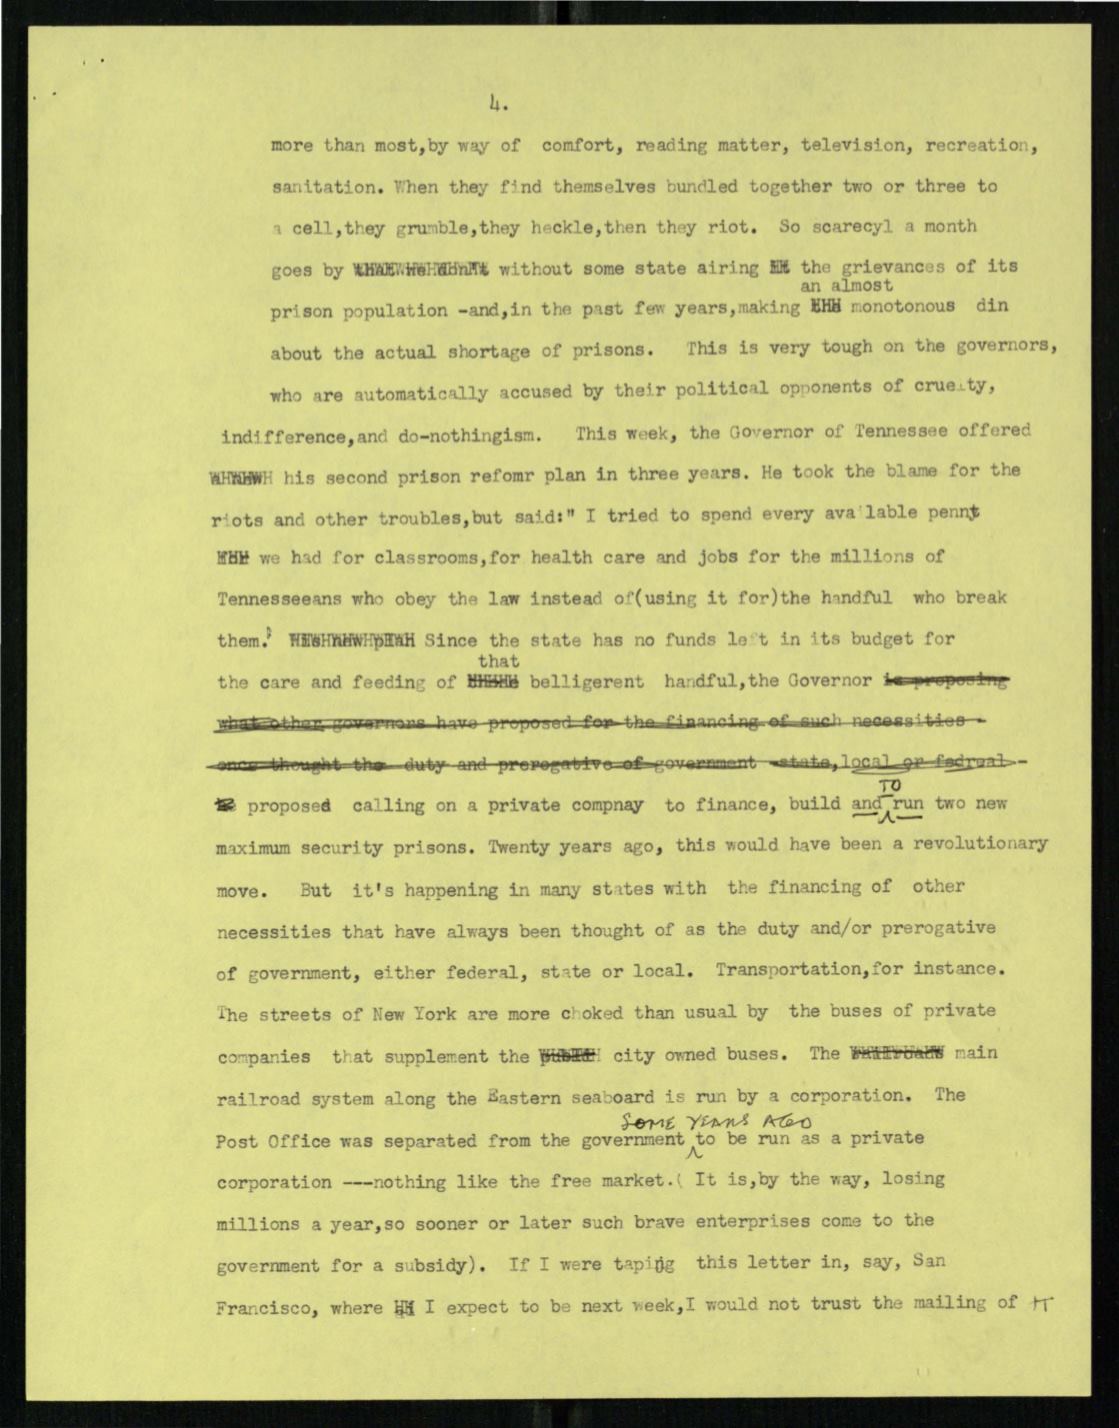 4.
more than most,by way of comfort, reading matter, television, recreation,
sanitation. When they find themselves bundled together two or three to
a cell,they grumble,they heckle,then they riot. So scarecyl a month
goes by without some state airing the grievances of its
an almost
prison population -and,in the past few years,making monotonous din
about the actual shortage of prisons. This is very tough on the governors,
who are automatically accused by their political opponents of cruelty,
indifference,and do-nothingism. This week, the Governor of Tennessee offered
his second prison refomr plan in three years. He took the blame for the
riots and other troubles,but said:" I tried to spend every available penny
we had for classrooms,for health care and jobs for the millions of
Tennesseeans who obey the law instead of(using it for)the handful who break
them." Since the state has no funds left in its budget for
that
the care and feeding of belligerent handful,the Governor is proposing
what other governors have proposed for the financing of such necessities -
once thought the duty and prerogative of government -state,local or fedreal -
proposed calling on a private compnay to finance, build and run two new
TO
maximum security prisons. Twenty years ago, this would have been a revolutionary
move. But it's happening in many states with the financing of other
necessities that have always been thought of as the duty and/or prerogative
of government, either federal, state or local. Transportation,for instance.
The streets of New York are more choked than usual by the buses of private
companies that supplement the city owned buses. The main
railroad system along the Eastern seaboard is run by a corporation. The
SOME YEARS AGO
Post Office was separated from the government to be run as a private
corporation ---nothing like the free market.( It is,by the way, losing
millions a year,so sooner or later such brave enterprises come to the
government for a subsidy). If I were taping this letter in, say, San
Francisco, where I expect to be next week,I would not trust the mailing of IT